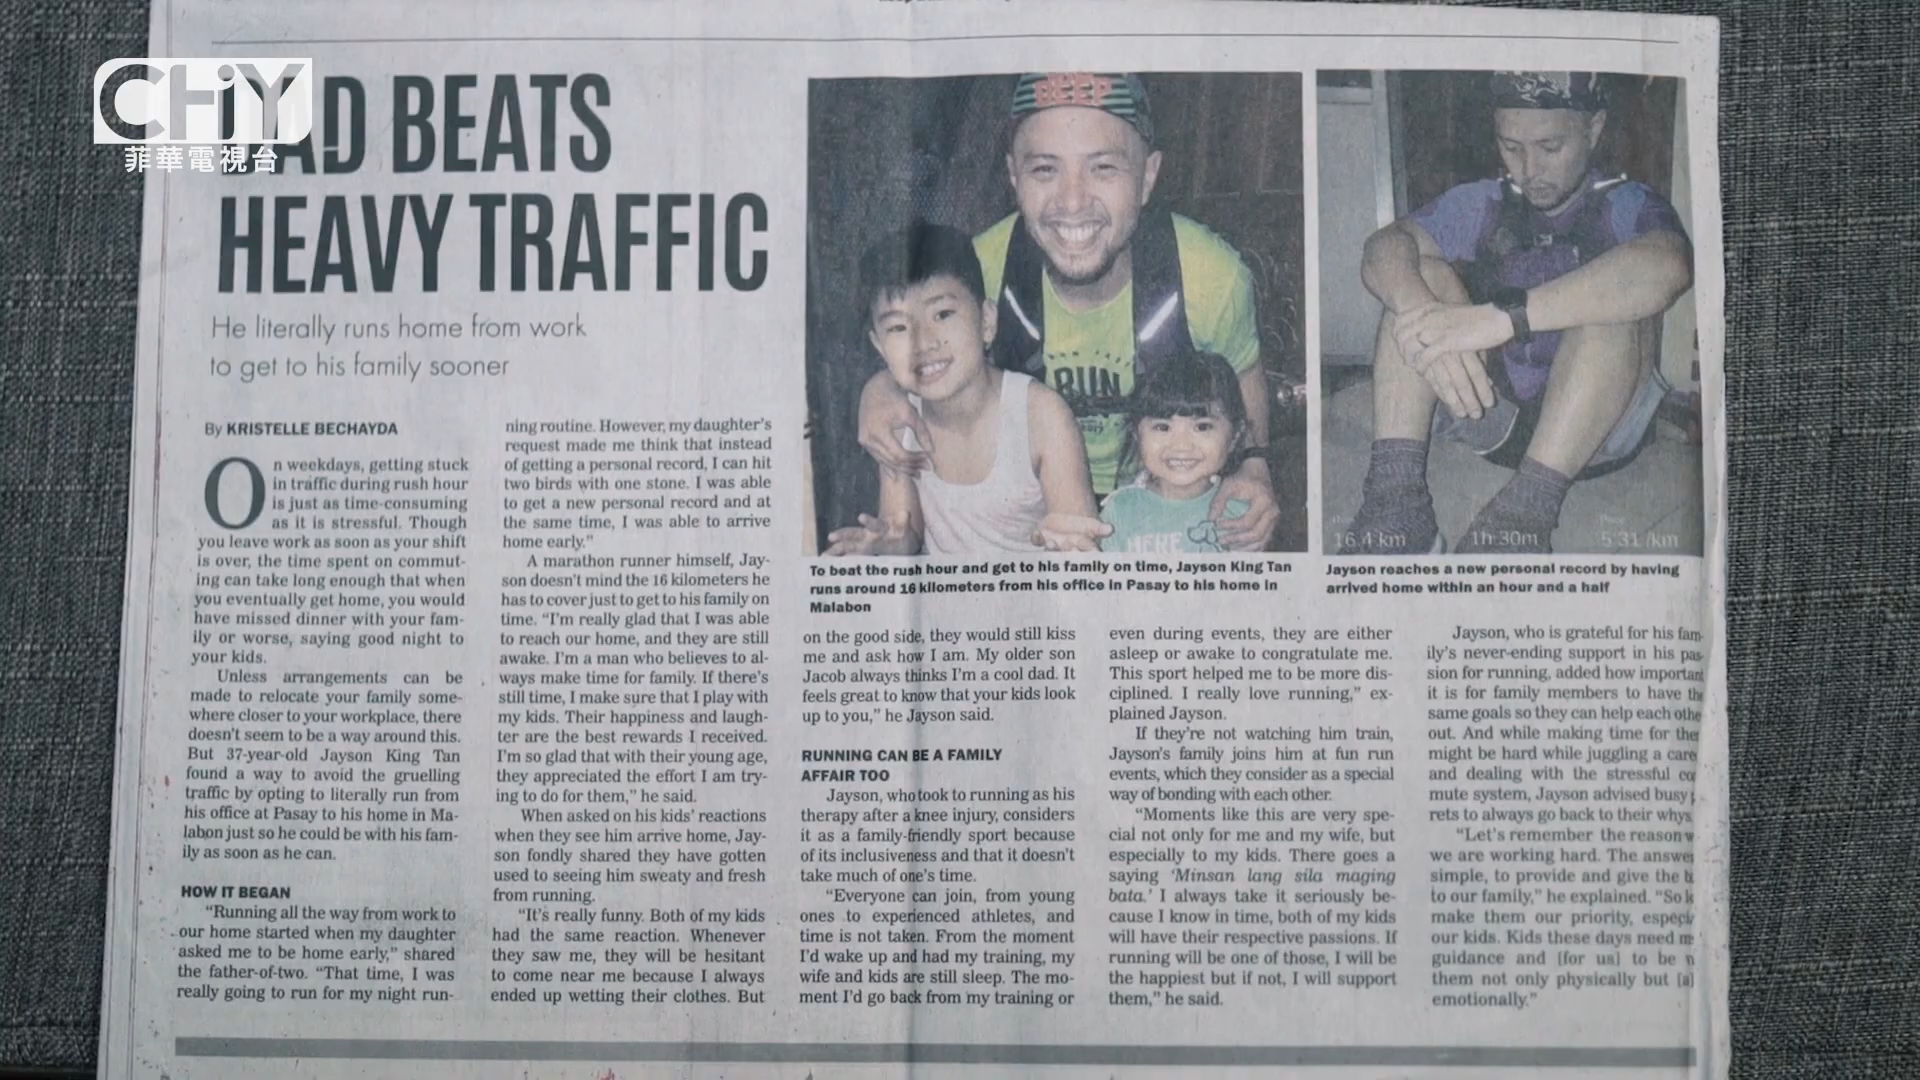 CHiY
菲華電視台
DAD BEATS
HEAVY TRAFFIC
He literally runs home from work
to get to his family sooner
By KRISTELLE BECHAYDA
On weekdays, getting stuck
in traffic during rush hour
is just as time-consuming
as it is stressful. Though
you leave work as soon as your shift
is over, the time spent on commut-
ing can take long enough that when
you eventually get home, you would
have missed dinner with your fam-
ily or worse, saying good night to
your kids.
Unless arrangements can be
made to relocate your family some-
where closer to your workplace, there
doesn't seem to be a way around this.
But 37-year-old Jayson King Tan
found a way to avoid the gruelling
traffic by opting to literally run from
his office at Pasay to his home in Ma-
labon just so he could be with his fam-
ily as soon as he can.
HOW IT BEGAN
"Running all the way from work to
our home started when my daughter
asked me to be home early," shared
the father-of-two. "That time, I was
really going to run for my night run-
ning routine. However, my daughter's
request made me think that instead
of getting a personal record, I can hit
two birds with one stone. I was able
to get a new personal record and at
the same time, I was able to arrive
home early."
A marathon runner himself, Jay-
son doesn't mind the 16 kilometers he
has to cover just to get to his family on
time. "I'm really glad that I was able
to reach our home, and they are still
awake. I'm a man who believes to al-
ways make time for family. If there's
still time, I make sure that I play with
my kids. Their happiness and laugh-
ter are the best rewards I received.
I'm so glad that with their young age,
they appreciated the effort I am try-
ing to do for them," he said.
When asked on his kids' reactions
when they see him arrive home, Jay-
son fondly shared they have gotten
used to seeing him sweaty and fresh
from running.
"It's really funny. Both of my kids
had the same reaction. Whenever
they saw me, they will be hesitant
to come near me because I always
ended up wetting their clothes. But
BEEP
RUN
HERE
16.4 km 1h 30m 5:31 /km
To beat the rush hour and get to his family on time, Jayson King Tan
runs around 16 kilometers from his office in Pasay to his home in
Malabon
Jayson reaches a new personal record by having
arrived home within an hour and a half
on the good side, they would still kiss
me and ask how I am. My older son
Jacob always thinks I'm a cool dad. It
feels great to know that your kids look
up to you," he Jayson said.
RUNNING CAN BE A FAMILY
AFFAIR TOO
Jayson, who took to running as his
therapy after a knee injury, considers
it as a family-friendly sport because
of its inclusiveness and that it doesn't
take much of one's time.
"Everyone can join, from young
ones to experienced athletes, and
time is not taken. From the moment
I'd wake up and had my training, my
wife and kids are still sleep. The mo-
ment I'd go back from my training or
even during events, they are either
asleep or awake to congratulate me.
This sport helped me to be more dis-
ciplined. I really love running," ex-
plained Jayson.
If they're not watching him train,
Jayson's family joins him at fun run
events, which they consider as a special
way of bonding with each other.
"Moments like this are very spe-
cial not only for me and my wife, but
especially to my kids. There goes a
saying 'Minsan lang sila maging
bata.' I always take it seriously be-
cause I know in time, both of my kids
will have their respective passions. If
running will be one of those, I will be
the happiest but if not, I will support
them," he said.
Jayson, who is grateful for his fam-
ily's never-ending support in his pas
sion for running, added how important
it is for family members to have the
same goals so they can help each othe
out. And while making time for
might be hard while juggling a care
and dealing with the stressful
mute system, Jayson advised busy
rets to always go back to their whys
"Let's remember the reason
we are working hard. The answe
simple, to provide and give the
to our family," he explained. "So
make them our priority,
our kids. Kids these days need
guidance and [for us] to be
them not only physically but
emotionally."